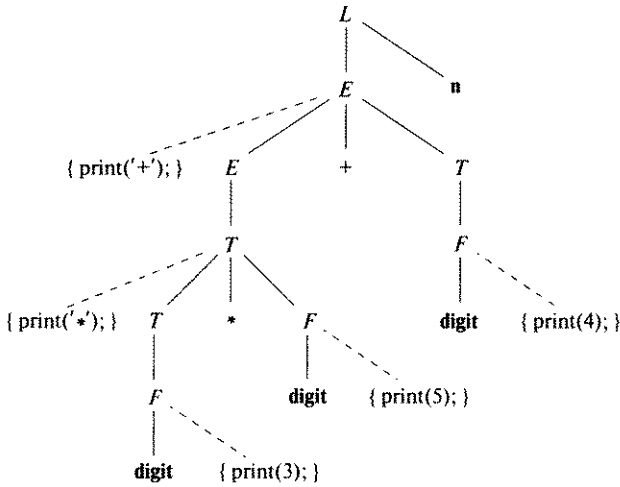 L
E n
{ print('+'); } E + T
T F
{ print('*'); } T * F digit { print(4); }
F digit { print(5); }
digit { print(3); }